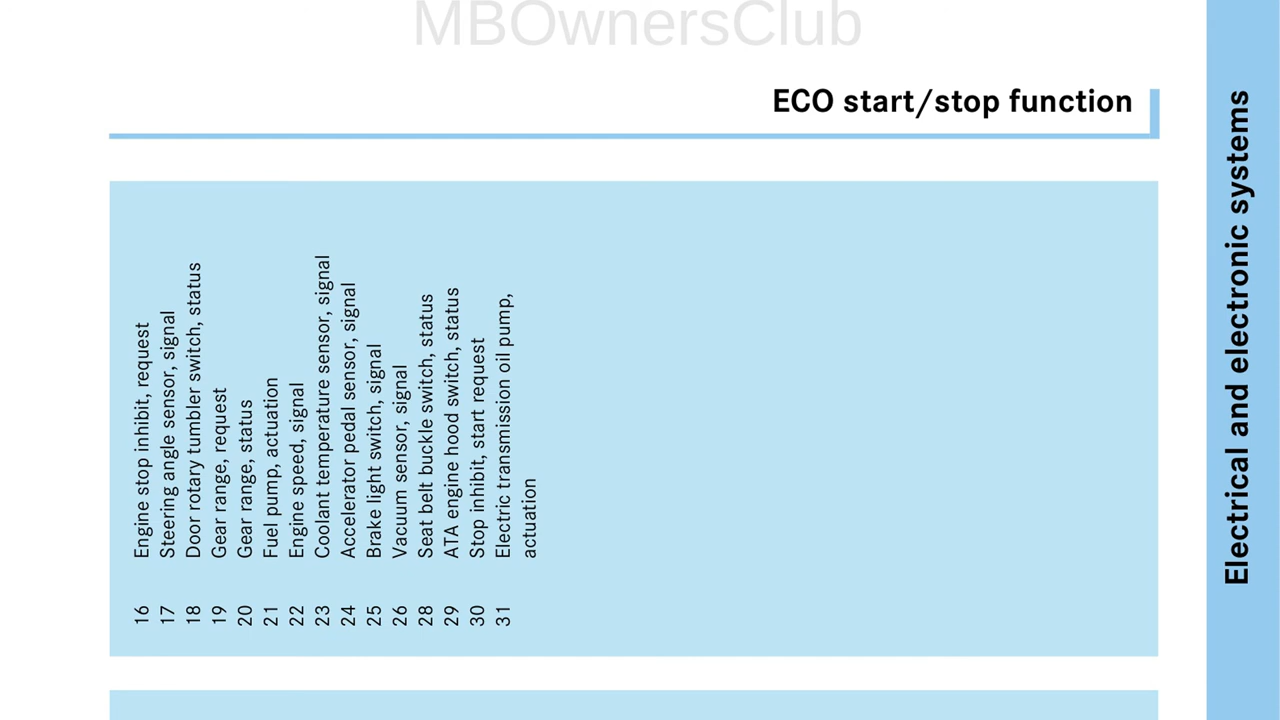 MBOwnersClub
ECO start/stop function
Electrical and electronic systems
16 Engine stop inhibit, request
17 Steering angle sensor, signal
18 Door rotary tumbler switch, status
19 Gear range, request
20 Gear range, status
21 Fuel pump, actuation
22 Engine speed, signal
23 Coolant temperature sensor, signal
24 Accelerator pedal sensor, signal
25 Brake light switch, signal
26 Vacuum sensor, signal
28 Seat belt buckle switch, status
29 ATA engine hood switch, status
30 Stop inhibit, start request
31 Electric transmission oil pump,
actuation